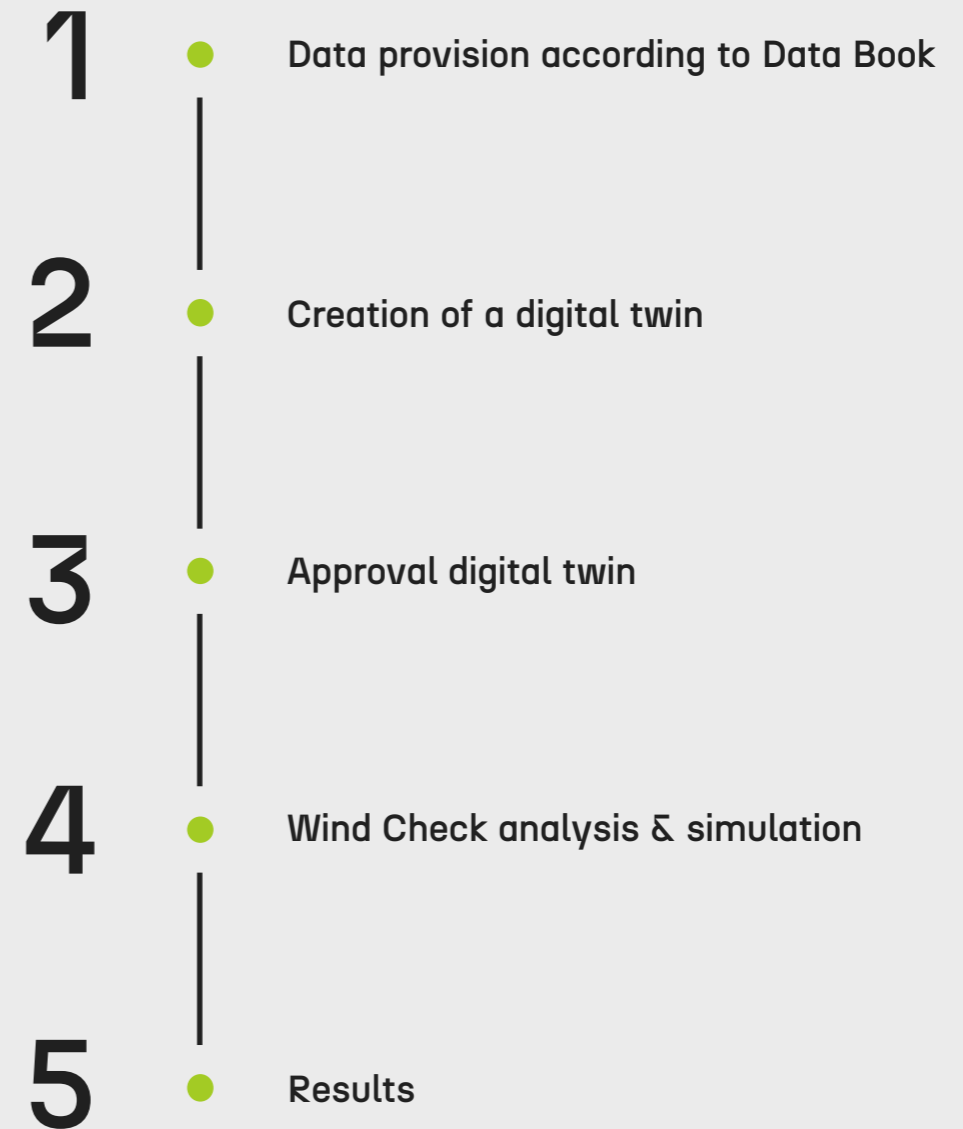 1 Data provision according to Data Book
2 Creation of a digital twin
3 Approval digital twin
4 Wind Check analysis & simulation
5 Results